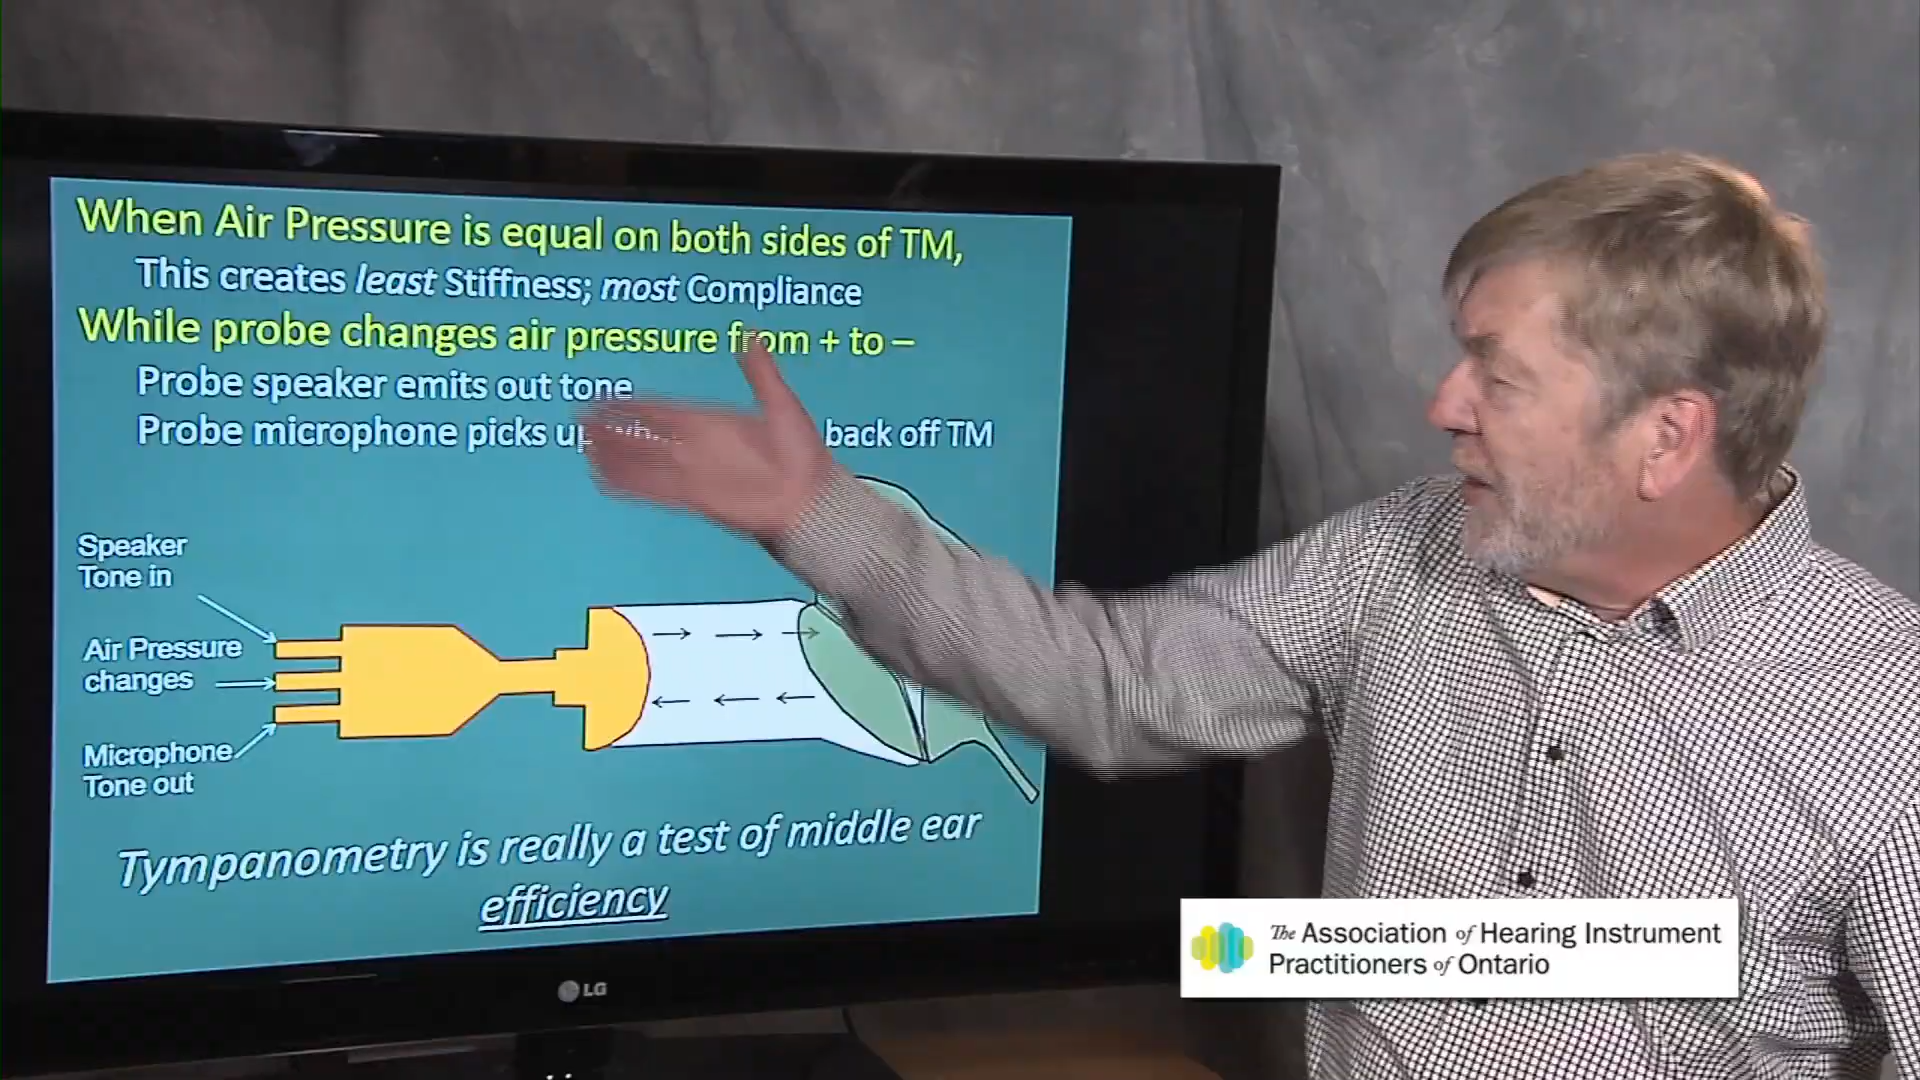 When Air Pressure is equal on both sides of TM,
This creates least Stiffness; most Compliance
While probe changes air pressure from + to –
Probe speaker emits out tone
Probe microphone picks up back off TM
Speaker
Tone in
Air Pressure
changes
Microphone
Tone out
Tympanometry is really a test of middle ear
efficiency
LG
The Association of Hearing Instrument
Practitioners of Ontario